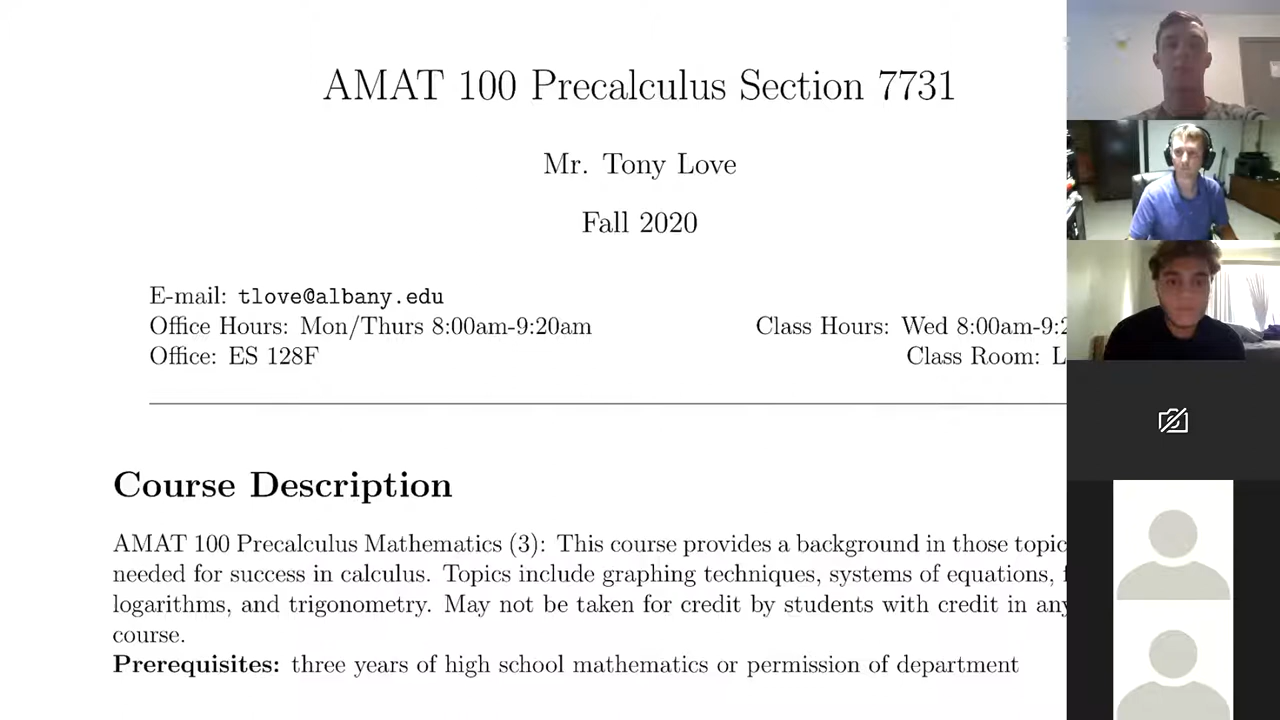 AMAT 100 Precalculus Section 7731
Mr. Tony Love
Fall 2020
E-mail: tlove@albany.edu
Office Hours: Mon/Thurs 8:00am-9:20am Class Hours: Wed 8:00am-9:2
Office: ES 128F Class Room: L
Course Description
AMAT 100 Precalculus Mathematics (3): This course provides a background in those topic
needed for success in calculus. Topics include graphing techniques, systems of equations,
logarithms, and trigonometry. May not be taken for credit by students with credit in any
course.
Prerequisites: three years of high school mathematics or permission of department